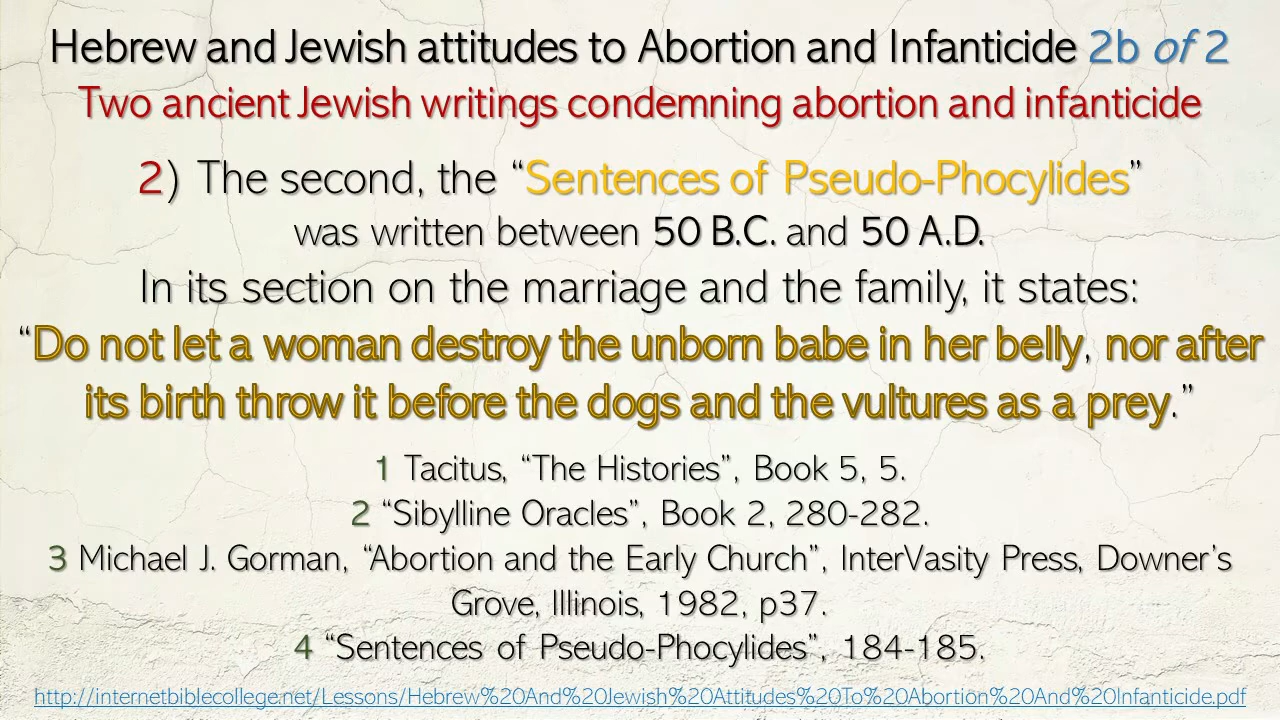 Hebrew and Jewish attitudes to Abortion and Infanticide 2b of 2
Two ancient Jewish writings condemning abortion and infanticide
2) The second, the “Sentences of Pseudo-Phocylides”
was written between 50 B.C. and 50 A.D.
In its section on the marriage and the family, it states:
“Do not let a woman destroy the unborn babe in her belly, nor after
its birth throw it before the dogs and the vultures as a prey.”
1 Tacitus, “The Histories”, Book 5, 5.
2 “Sibylline Oracles”, Book 2, 280-282.
3 Michael J. Gorman, “Abortion and the Early Church”, InterVasity Press, Downer’s
Grove, Illinois, 1982, p37.
4 “Sentences of Pseudo-Phocylides”, 184-185.
http://internetbiblecollege.net/Lessons/Hebrew%20And%20Jewish%20Attitudes%20To%20Abortion%20And%20Infanticide.pdf